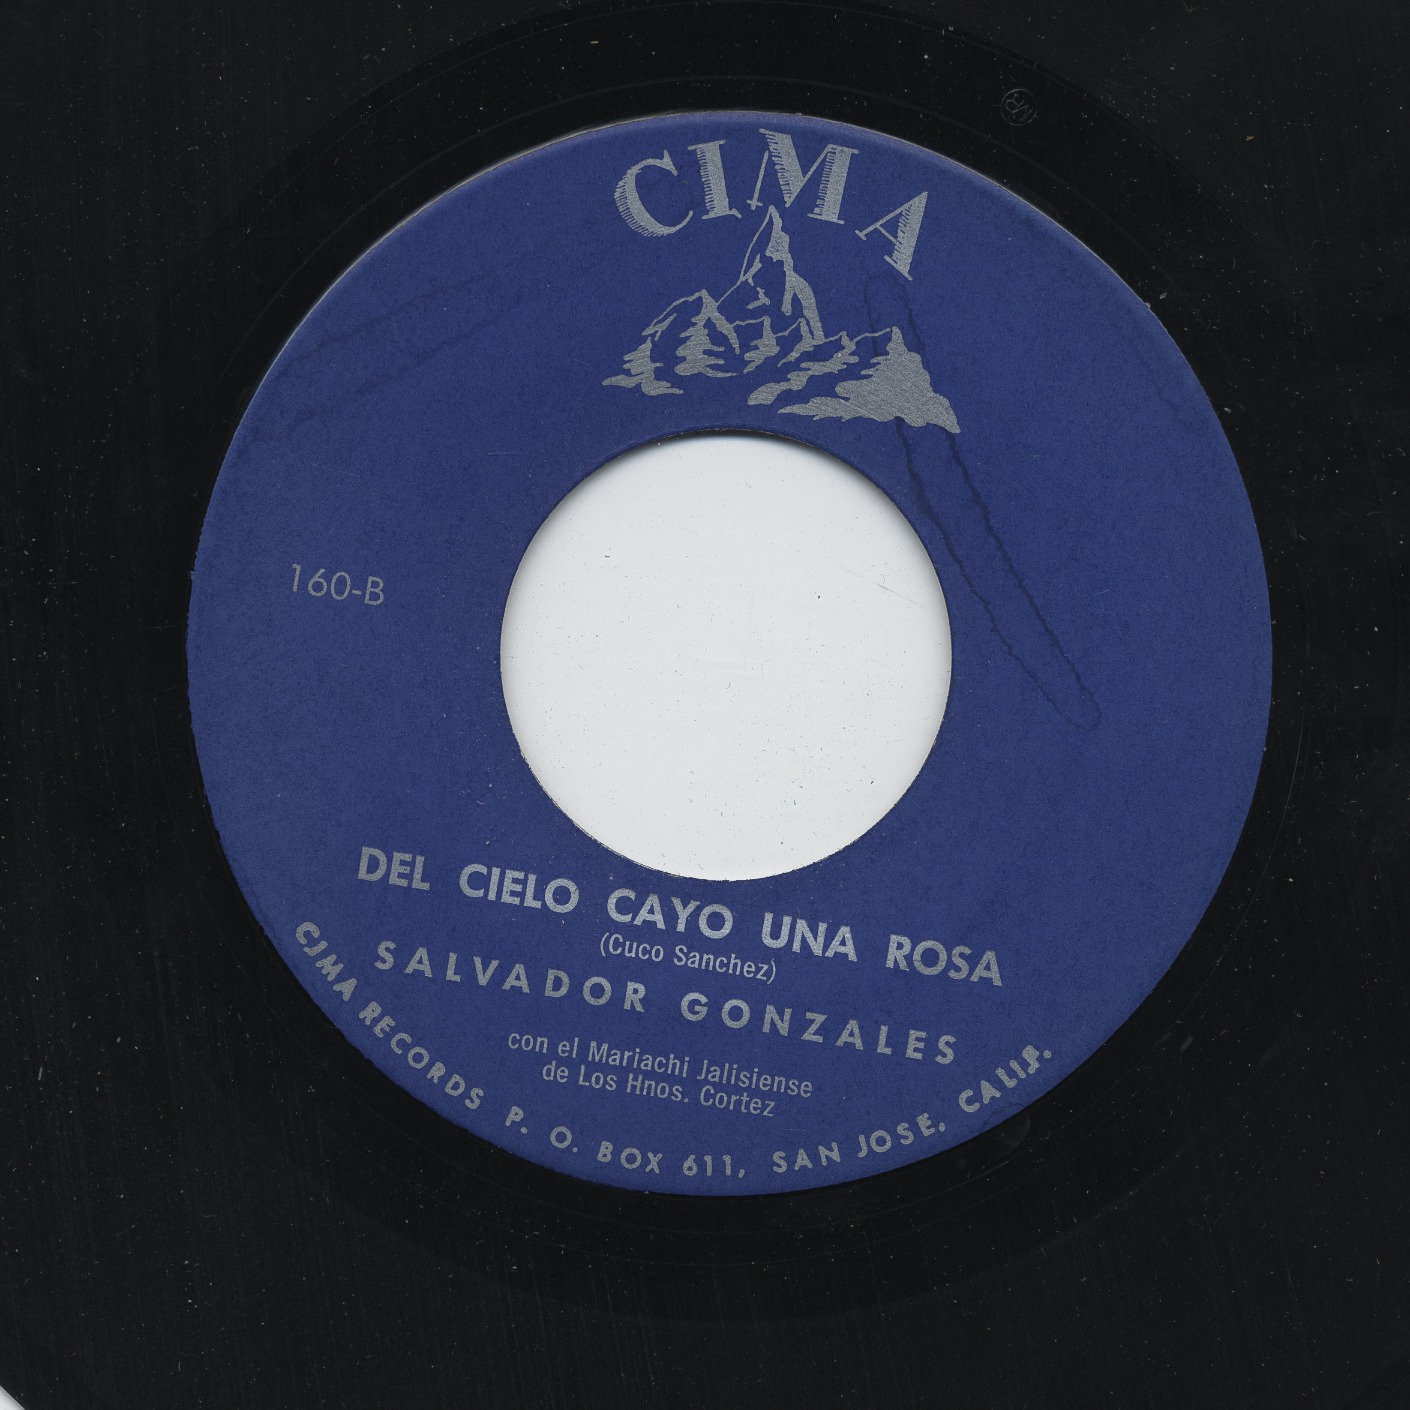 CIMA
160-B
DEL CIELO CAYO UNA ROSA
(Cuco Sanchez)
SALVADOR GONZALES
con el Mariachi Jalisiense
de Los Hnos. Cortez
CIMA RECORDS P. O. BOX 611, SAN JOSE, CALIF.